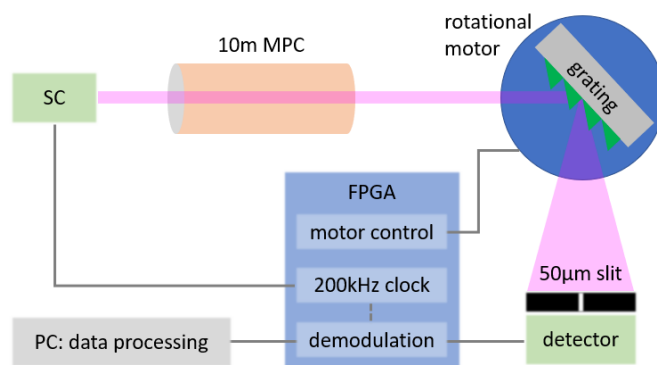 rotational
motor
10m MPC
SC
grating
FPGA
motor control
200kHz clock
50µm slit
PC: data processing
demodulation
detector